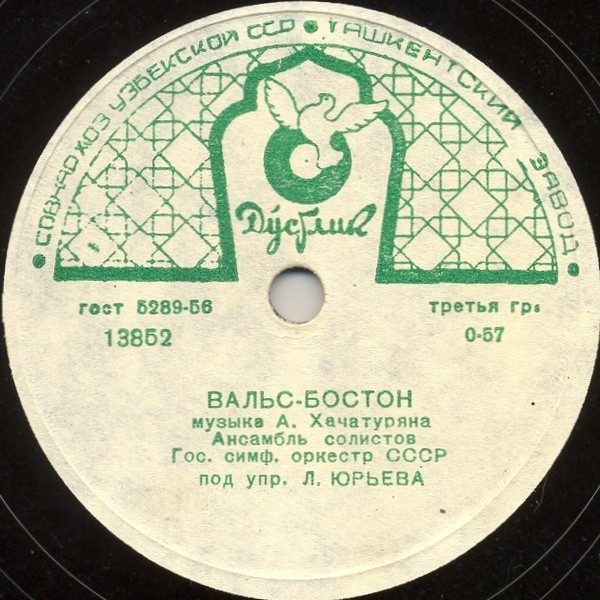 СОВНАРХОЗ УЗБЕКСКОЙ ССР • ТАШКЕНТСКИЙ ЗАВОД
Дўстлик
гост 5289-56
третья гр.
13852
0-57
ВАЛЬС-БОСТОН
музыка А. Хачатуряна
Ансамбль солистов
Гос. симф. оркестр СССР
под упр. Л. ЮРЬЕВА